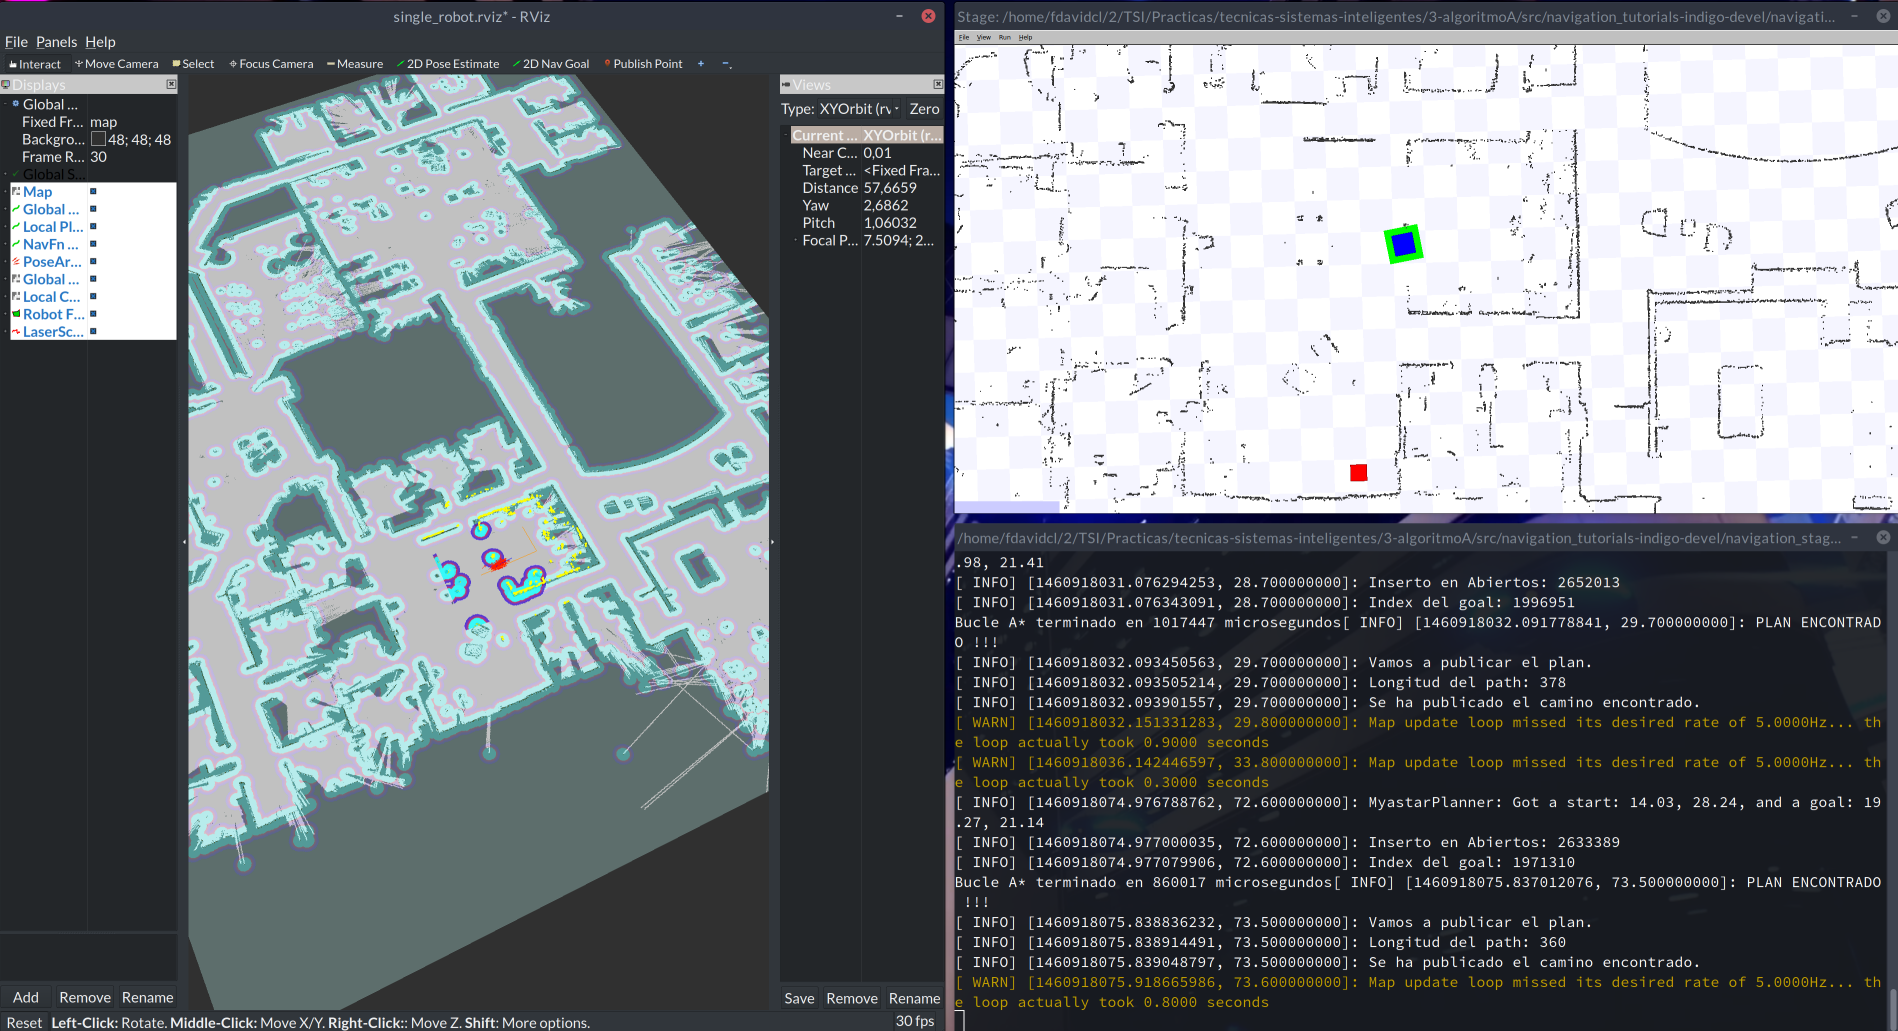 single_robot.rviz* - RViz
File Panels Help
Interact Move Camera Select Focus Camera Measure 2D Pose Estimate 2D Nav Goal Publish Point
Displays
Global ...
Fixed Fr... map
Backgro... 48; 48; 48
Frame R... 30
Global S...
Map
Global ...
Local Pl...
NavFn ...
PoseAr...
Global ...
Local C...
Robot F...
LaserSc...
Add Remove Rename
Views
Type: XYOrbit (rv Zero
Current ... XYOrbit (r...
Near C... 0,01
Target ... <Fixed Fra...
Distance 57,6659
Yaw 2,6862
Pitch 1,06032
Focal P... 7.5094; 2...
Save Remove Rename
Reset Left-Click: Rotate. Middle-Click: Move X/Y. Right-Click:: Move Z. Shift: More options. 30 fps
Stage: /home/fdavidcl/2/TSI/Practicas/tecnicas-sistemas-inteligentes/3-algoritmoA/src/navigation_tutorials-indigo-devel/navigati...
File View Run Help
/home/fdavidcl/2/TSI/Practicas/tecnicas-sistemas-inteligentes/3-algoritmoA/src/navigation_tutorials-indigo-devel/navigation_stag...
.98, 21.41
[ INFO] [1460918031.076294253, 28.700000000]: Inserto en Abiertos: 2652013
[ INFO] [1460918031.076343091, 28.700000000]: Index del goal: 1996951
Bucle A* terminado en 1017447 microsegundos[ INFO] [1460918032.091778841, 29.700000000]: PLAN ENCONTRAD
O !!!
[ INFO] [1460918032.093450563, 29.700000000]: Vamos a publicar el plan.
[ INFO] [1460918032.093505214, 29.700000000]: Longitud del path: 378
[ INFO] [1460918032.093901557, 29.700000000]: Se ha publicado el camino encontrado.
[ WARN] [1460918032.151331283, 29.800000000]: Map update loop missed its desired rate of 5.0000Hz... th
e loop actually took 0.9000 seconds
[ WARN] [1460918036.142446597, 33.800000000]: Map update loop missed its desired rate of 5.0000Hz... th
e loop actually took 0.3000 seconds
[ INFO] [1460918074.976788762, 72.600000000]: MyastarPlanner: Got a start: 14.03, 28.24, and a goal: 19
.27, 21.14
[ INFO] [1460918074.977000035, 72.600000000]: Inserto en Abiertos: 2633389
[ INFO] [1460918074.977079906, 72.600000000]: Index del goal: 1971310
Bucle A* terminado en 860017 microsegundos[ INFO] [1460918075.837012076, 73.500000000]: PLAN ENCONTRADO
!!!
[ INFO] [1460918075.838836232, 73.500000000]: Vamos a publicar el plan.
[ INFO] [1460918075.838914491, 73.500000000]: Longitud del path: 360
[ INFO] [1460918075.839048797, 73.500000000]: Se ha publicado el camino encontrado.
[ WARN] [1460918075.918665986, 73.600000000]: Map update loop missed its desired rate of 5.0000Hz... th
e loop actually took 0.8000 seconds